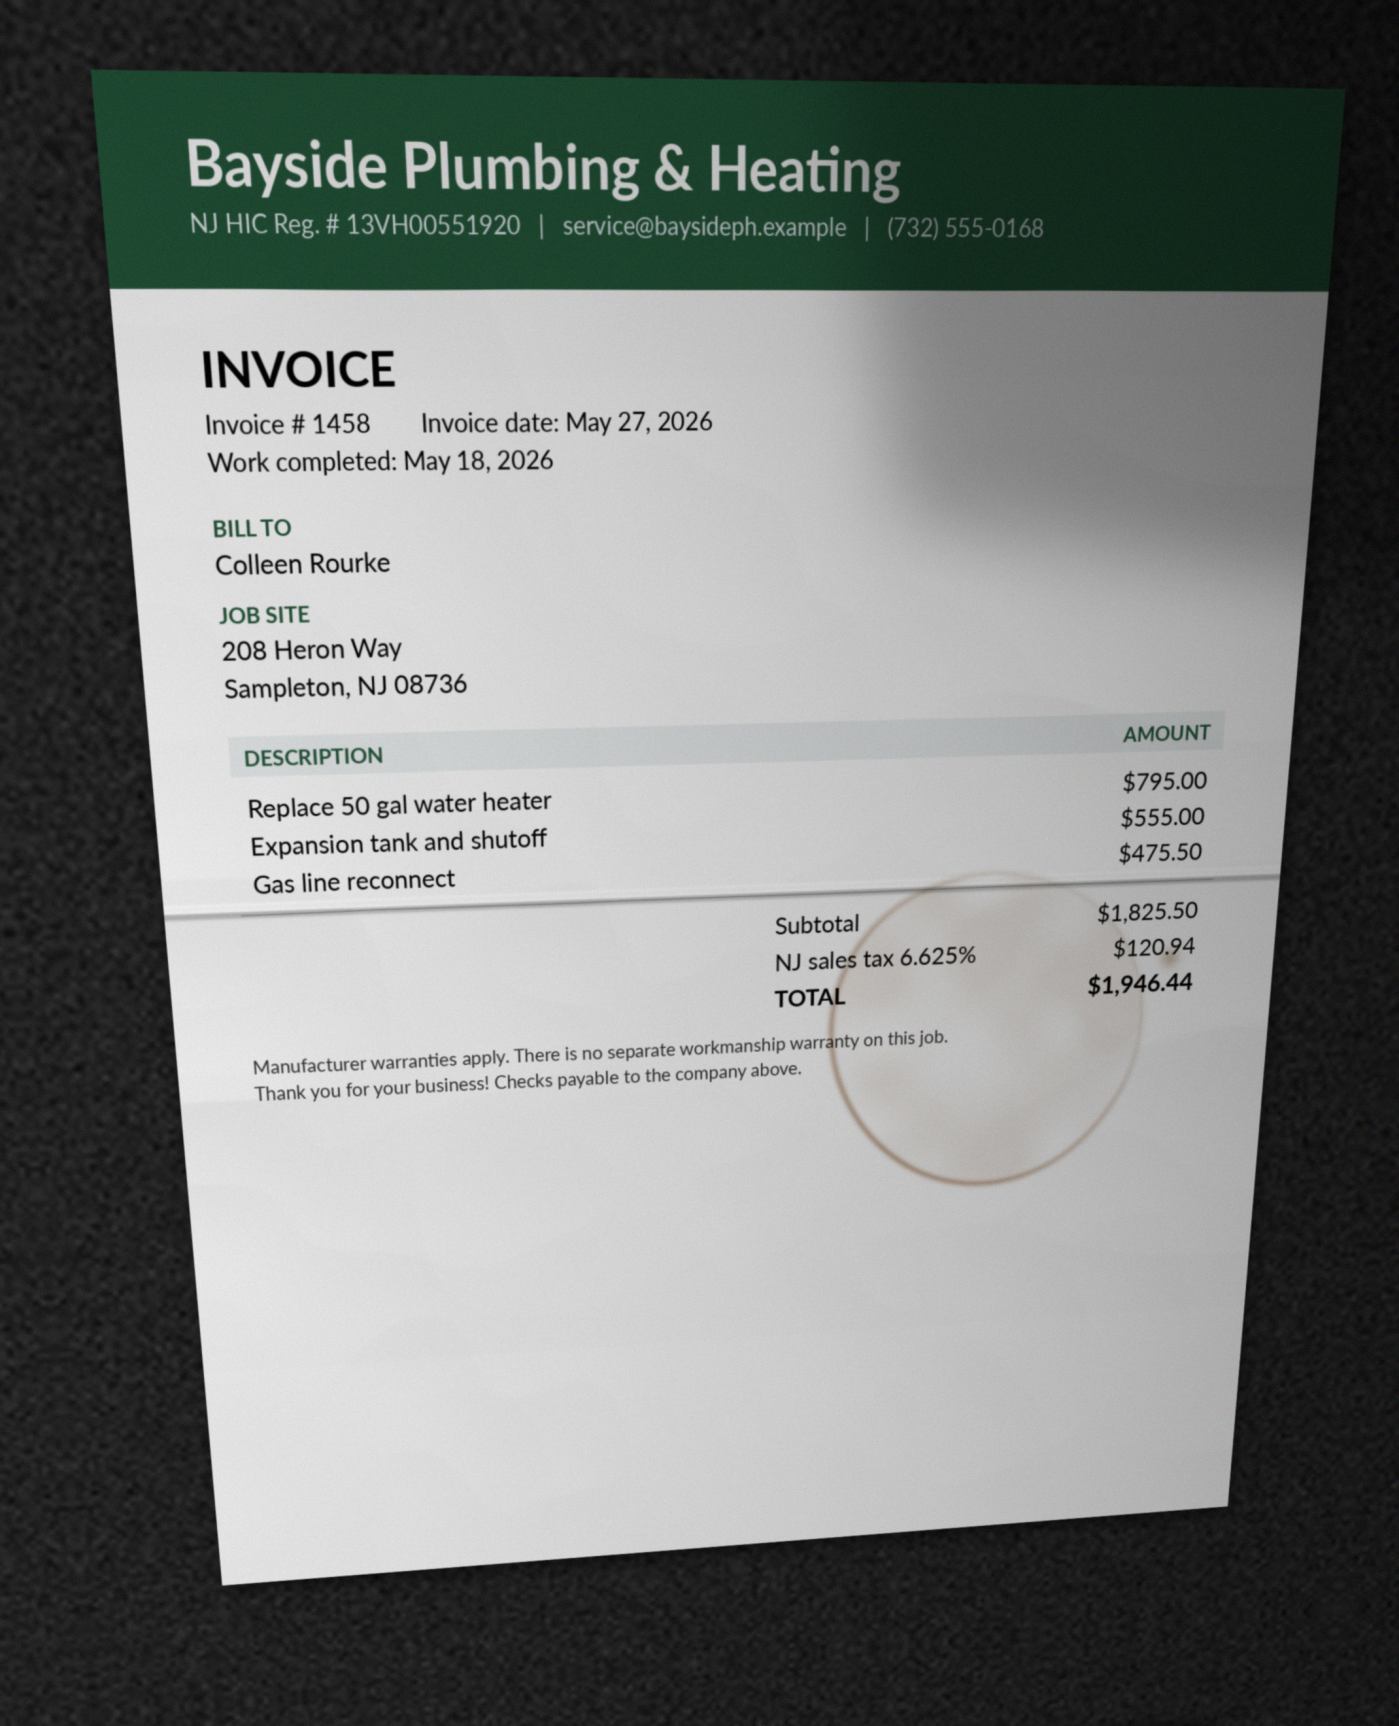 Bayside Plumbing & Heating
NJ HIC Reg. # 13VH00551920 | service@baysideph.example | (732) 555-0168
INVOICE
Invoice # 1458 Invoice date: May 27, 2026
Work completed: May 18, 2026
BILL TO
Colleen Rourke
JOB SITE
208 Heron Way
Sampleton, NJ 08736
DESCRIPTION AMOUNT
Replace 50 gal water heater $795.00
Expansion tank and shutoff $555.00
Gas line reconnect $475.50
Subtotal $1,825.50
NJ sales tax 6.625% $120.94
TOTAL $1,946.44
Manufacturer warranties apply. There is no separate workmanship warranty on this job.
Thank you for your business! Checks payable to the company above.